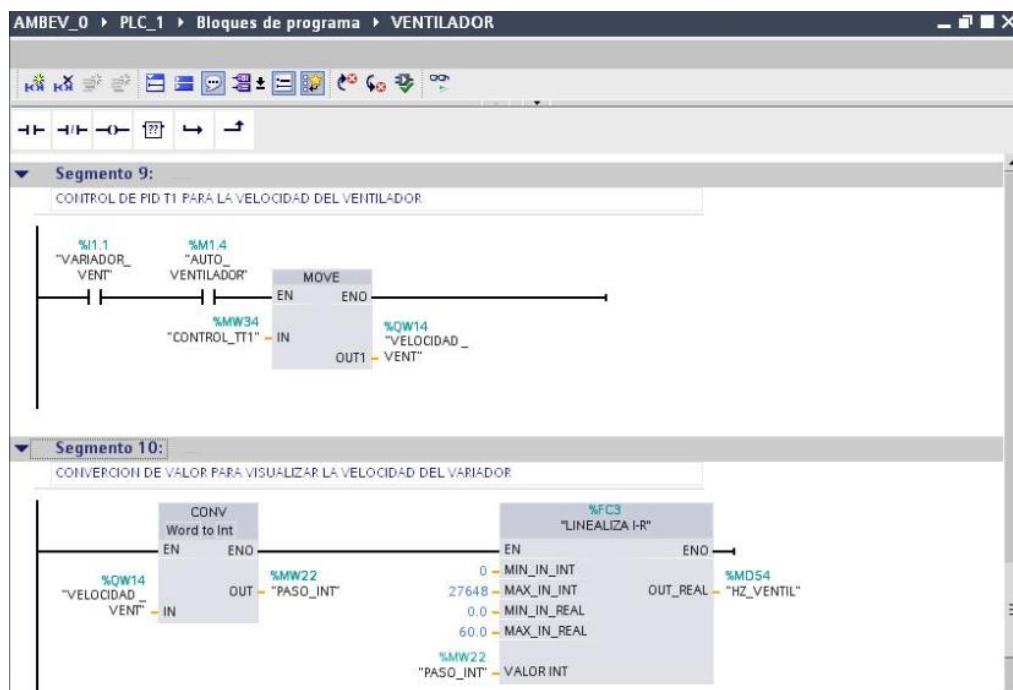 AMBEV_0 ▸ PLC_1 ▸ Bloques de programa ▸ VENTILADOR
??
Segmento 9:
CONTROL DE PID T1 PARA LA VELOCIDAD DEL VENTILADOR
%I1.1
"VARIADOR_
VENT"
%M1.4
"AUTO_
VENTILADOR"
MOVE
EN ENO
%MW34
"CONTROL_TT1" IN
OUT1
%QW14
"VELOCIDAD_
VENT"
Segmento 10:
CONVERCION DE VALOR PARA VISUALIZAR LA VELOCIDAD DEL VARIADOR
CONV
Word to Int
EN ENO
%QW14
"VELOCIDAD_
VENT" IN
OUT
%MW22
"PASO_INT"
%FC3
"LINEALIZA I-R"
EN ENO
0 MIN_IN_INT
27648 MAX_IN_INT
0.0 MIN_IN_REAL
60.0 MAX_IN_REAL
%MW22
"PASO_INT" VALOR INT
OUT_REAL
%MD54
"HZ_VENTIL"